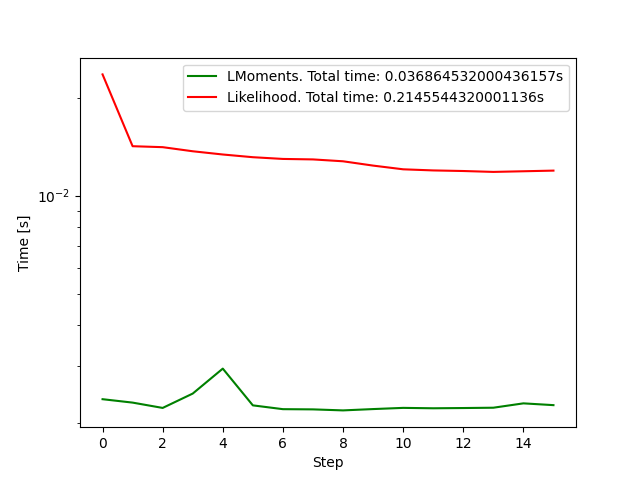 LMoments. Total time: 0.036864532000436157s
Likelihood. Total time: 0.2145544320001136s
10⁻²
Time [s]
0 2 4 6 8 10 12 14
Step